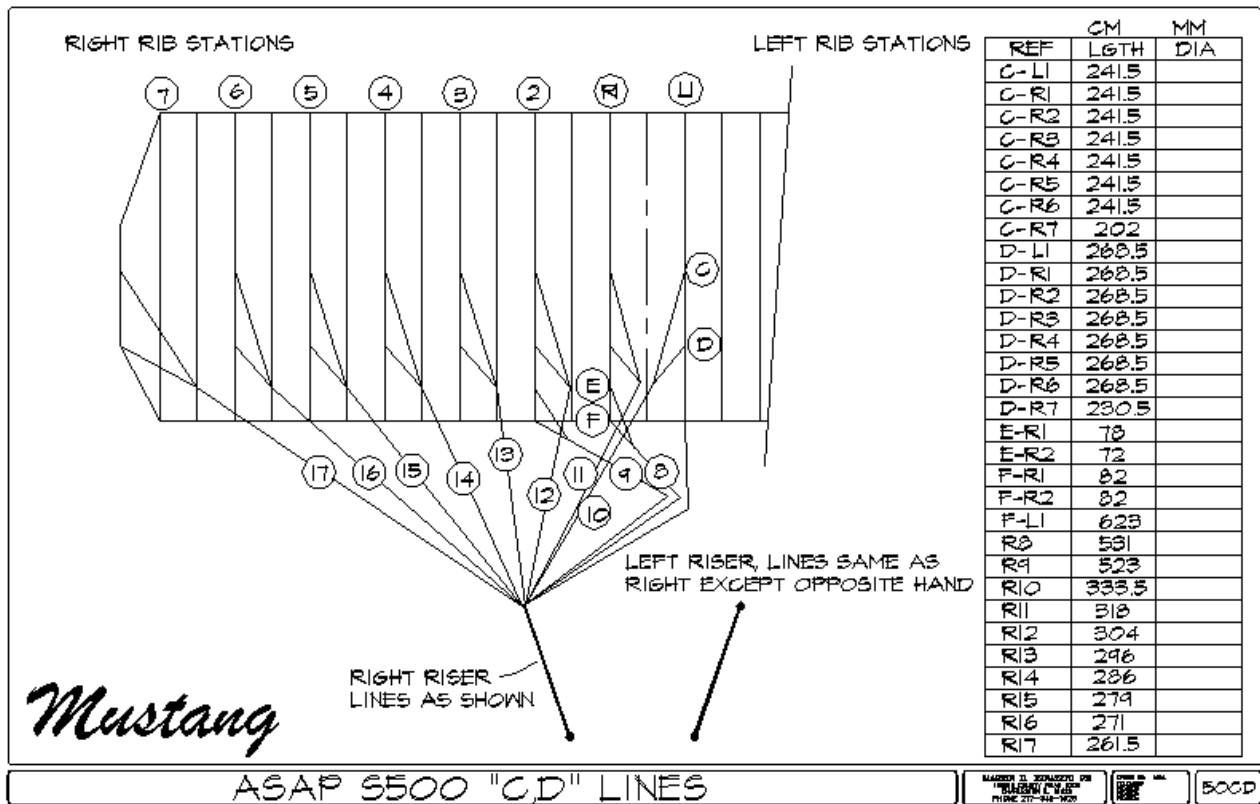 RIGHT RIB STATIONS
LEFT RIB STATIONS
7 6 5 4 3 2 R1 L1
C
D
E
F
17 16 15 14 13 12 11 10 9 8
LEFT RISER, LINES SAME AS
RIGHT EXCEPT OPPOSITE HAND
RIGHT RISER
LINES AS SHOWN
Mustang
CM MM
REF LGTH DIA
C-L1 241.5
C-R1 241.5
C-R2 241.5
C-R3 241.5
C-R4 241.5
C-R5 241.5
C-R6 241.5
C-R7 202
D-L1 268.5
D-R1 268.5
D-R2 268.5
D-R3 268.5
D-R4 268.5
D-R5 268.5
D-R6 268.5
D-R7 230.5
E-R1 78
E-R2 72
F-R1 82
F-R2 82
F-L1 623
R8 531
R9 523
R10 333.5
R11 318
R12 304
R13 296
R14 286
R15 279
R16 271
R17 261.5
ASAP S500 "C,D" LINES
500CD